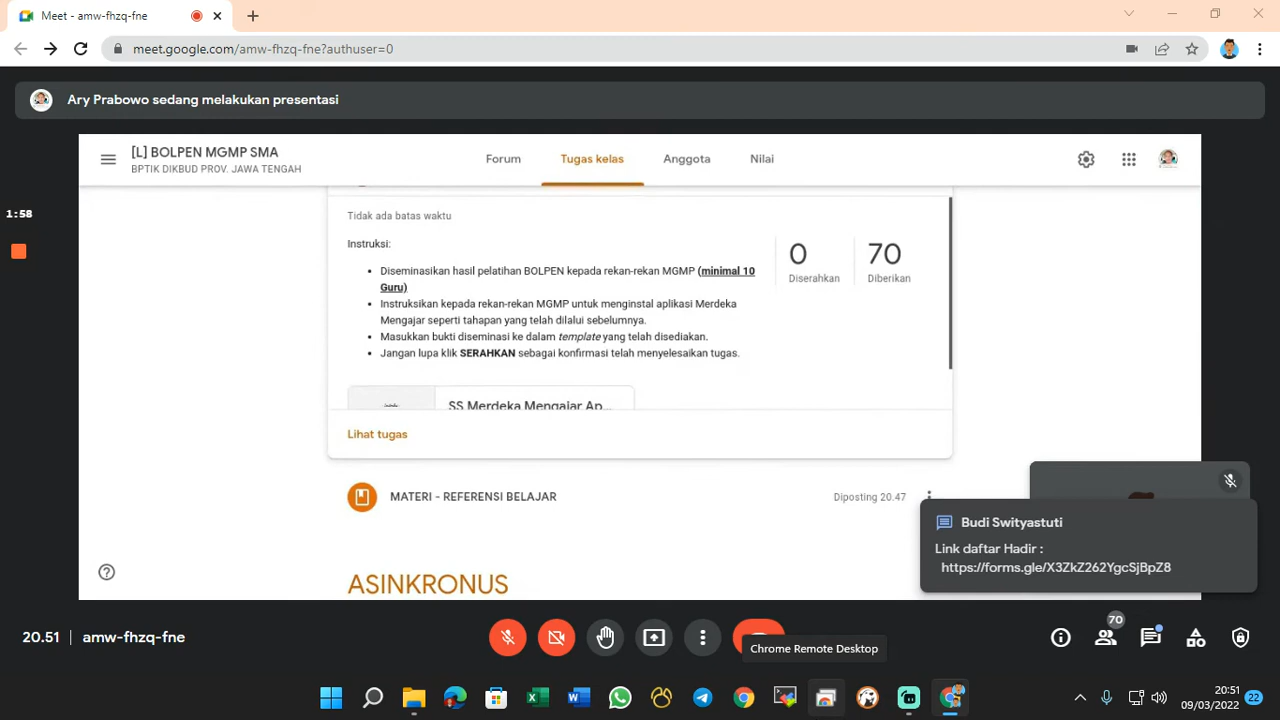 Meet - amw-fhzq-fne
meet.google.com/amw-fhzq-fne?authuser=0
Ary Prabowo sedang melakukan presentasi
[L] BOLPEN MGMP SMA
BPTIK DIKBUD PROV. JAWA TENGAH
Forum
Tugas kelas
Anggota
Nilai
1:58
Tidak ada batas waktu
Instruksi:
Diseminasikan hasil pelatihan BOLPEN kepada rekan-rekan MGMP (minimal 10
Guru)
Instruksikan kepada rekan-rekan MGMP untuk menginstal aplikasi Merdeka
Mengajar seperti tahapan yang telah dilalui sebelumnya.
Masukkan bukti diseminasi ke dalam template yang telah disediakan.
Jangan lupa klik SERAHKAN sebagai konfirmasi telah menyelesaikan tugas.
0
Diserahkan
70
Diberikan
SS Merdeka Mengajar Ap...
Lihat tugas
MATERI - REFERENSI BELAJAR
Diposting 20.47
ASINKRONUS
Budi Swityastuti
Link daftar Hadir :
https://forms.gle/X3ZkZ262YgcSjBpZ8
20.51
amw-fhzq-fne
70
Chrome Remote Desktop
20:51
09/03/2022
22